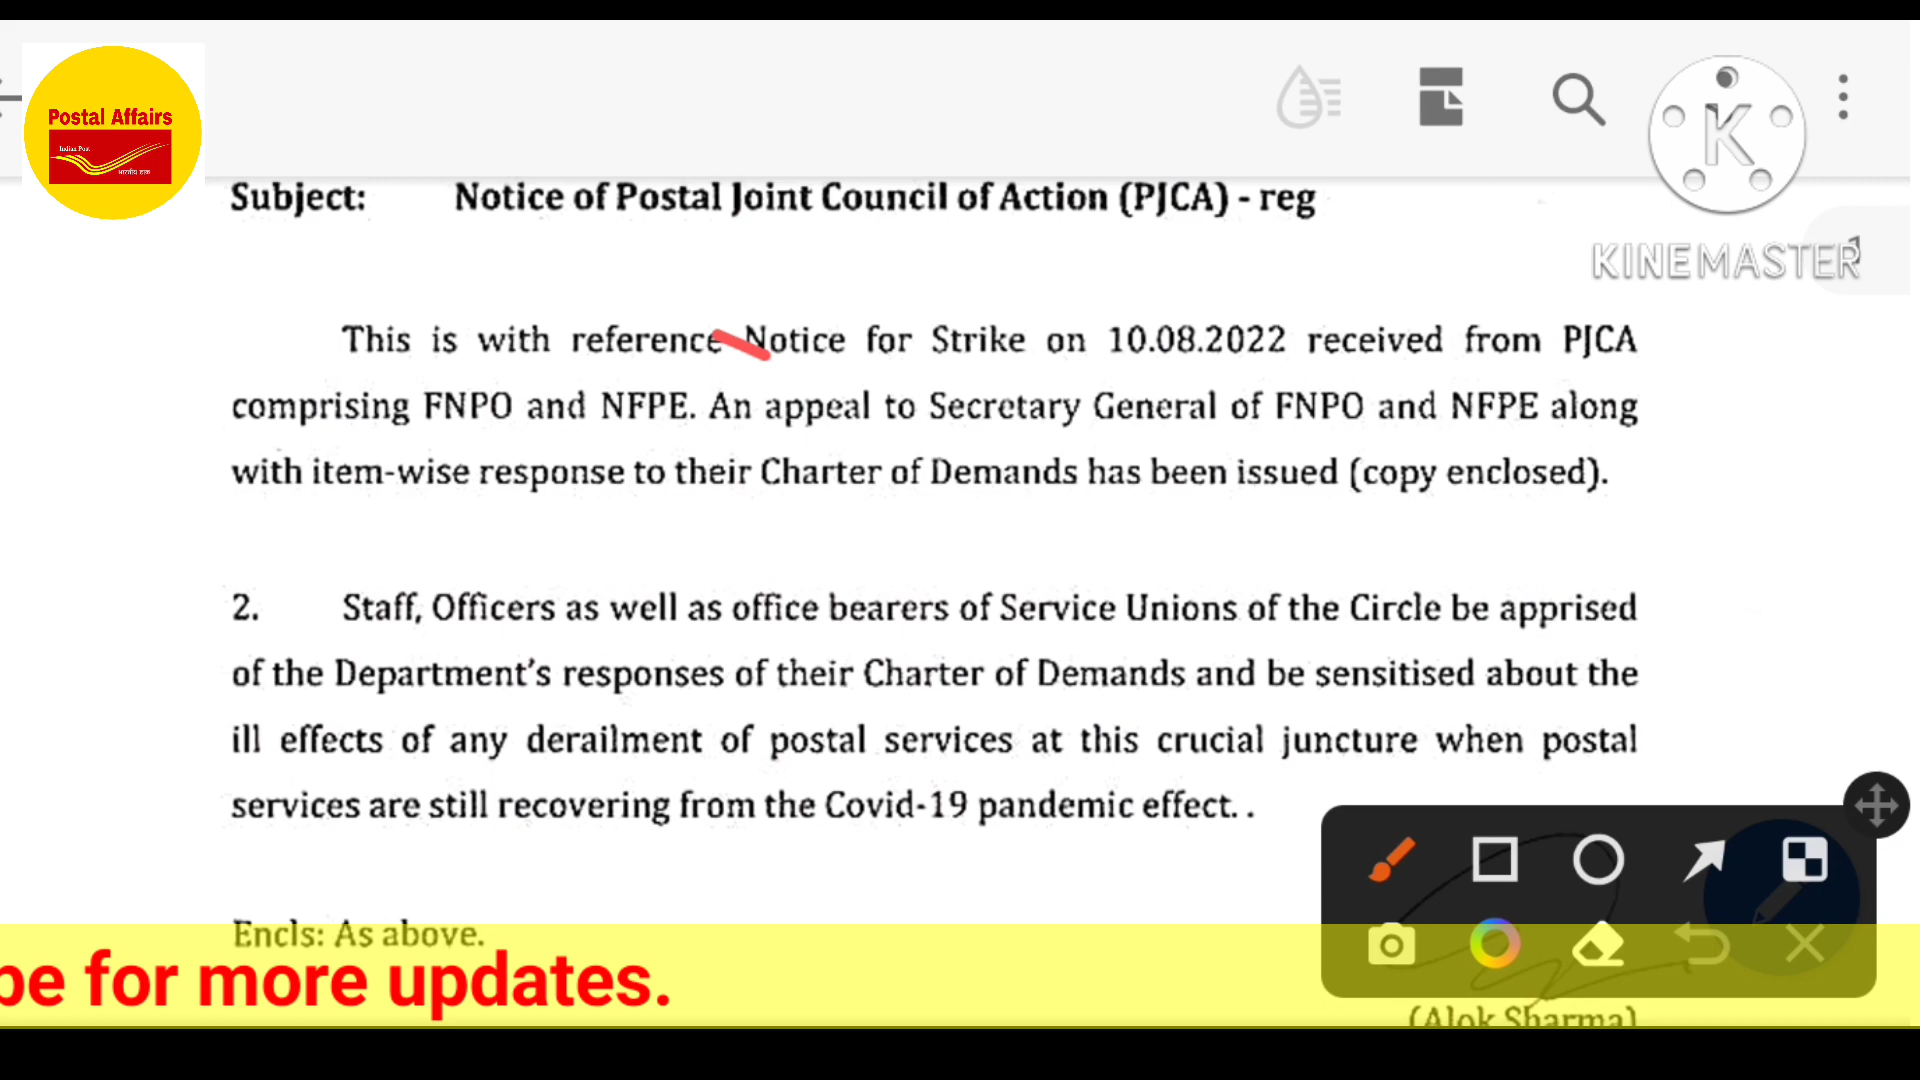 Postal Affairs
Indian Post
भारतीय डाक
KINEMASTER
Subject: Notice of Postal Joint Council of Action (PJCA) - reg
This is with reference Notice for Strike on 10.08.2022 received from PJCA
comprising FNPO and NFPE. An appeal to Secretary General of FNPO and NFPE along
with item-wise response to their Charter of Demands has been issued (copy enclosed).
2. Staff, Officers as well as office bearers of Service Unions of the Circle be apprised
of the Department's responses of their Charter of Demands and be sensitised about the
ill effects of any derailment of postal services at this crucial juncture when postal
services are still recovering from the Covid-19 pandemic effect. .
Encls: As above.
be for more updates.
(Alok Sharma)